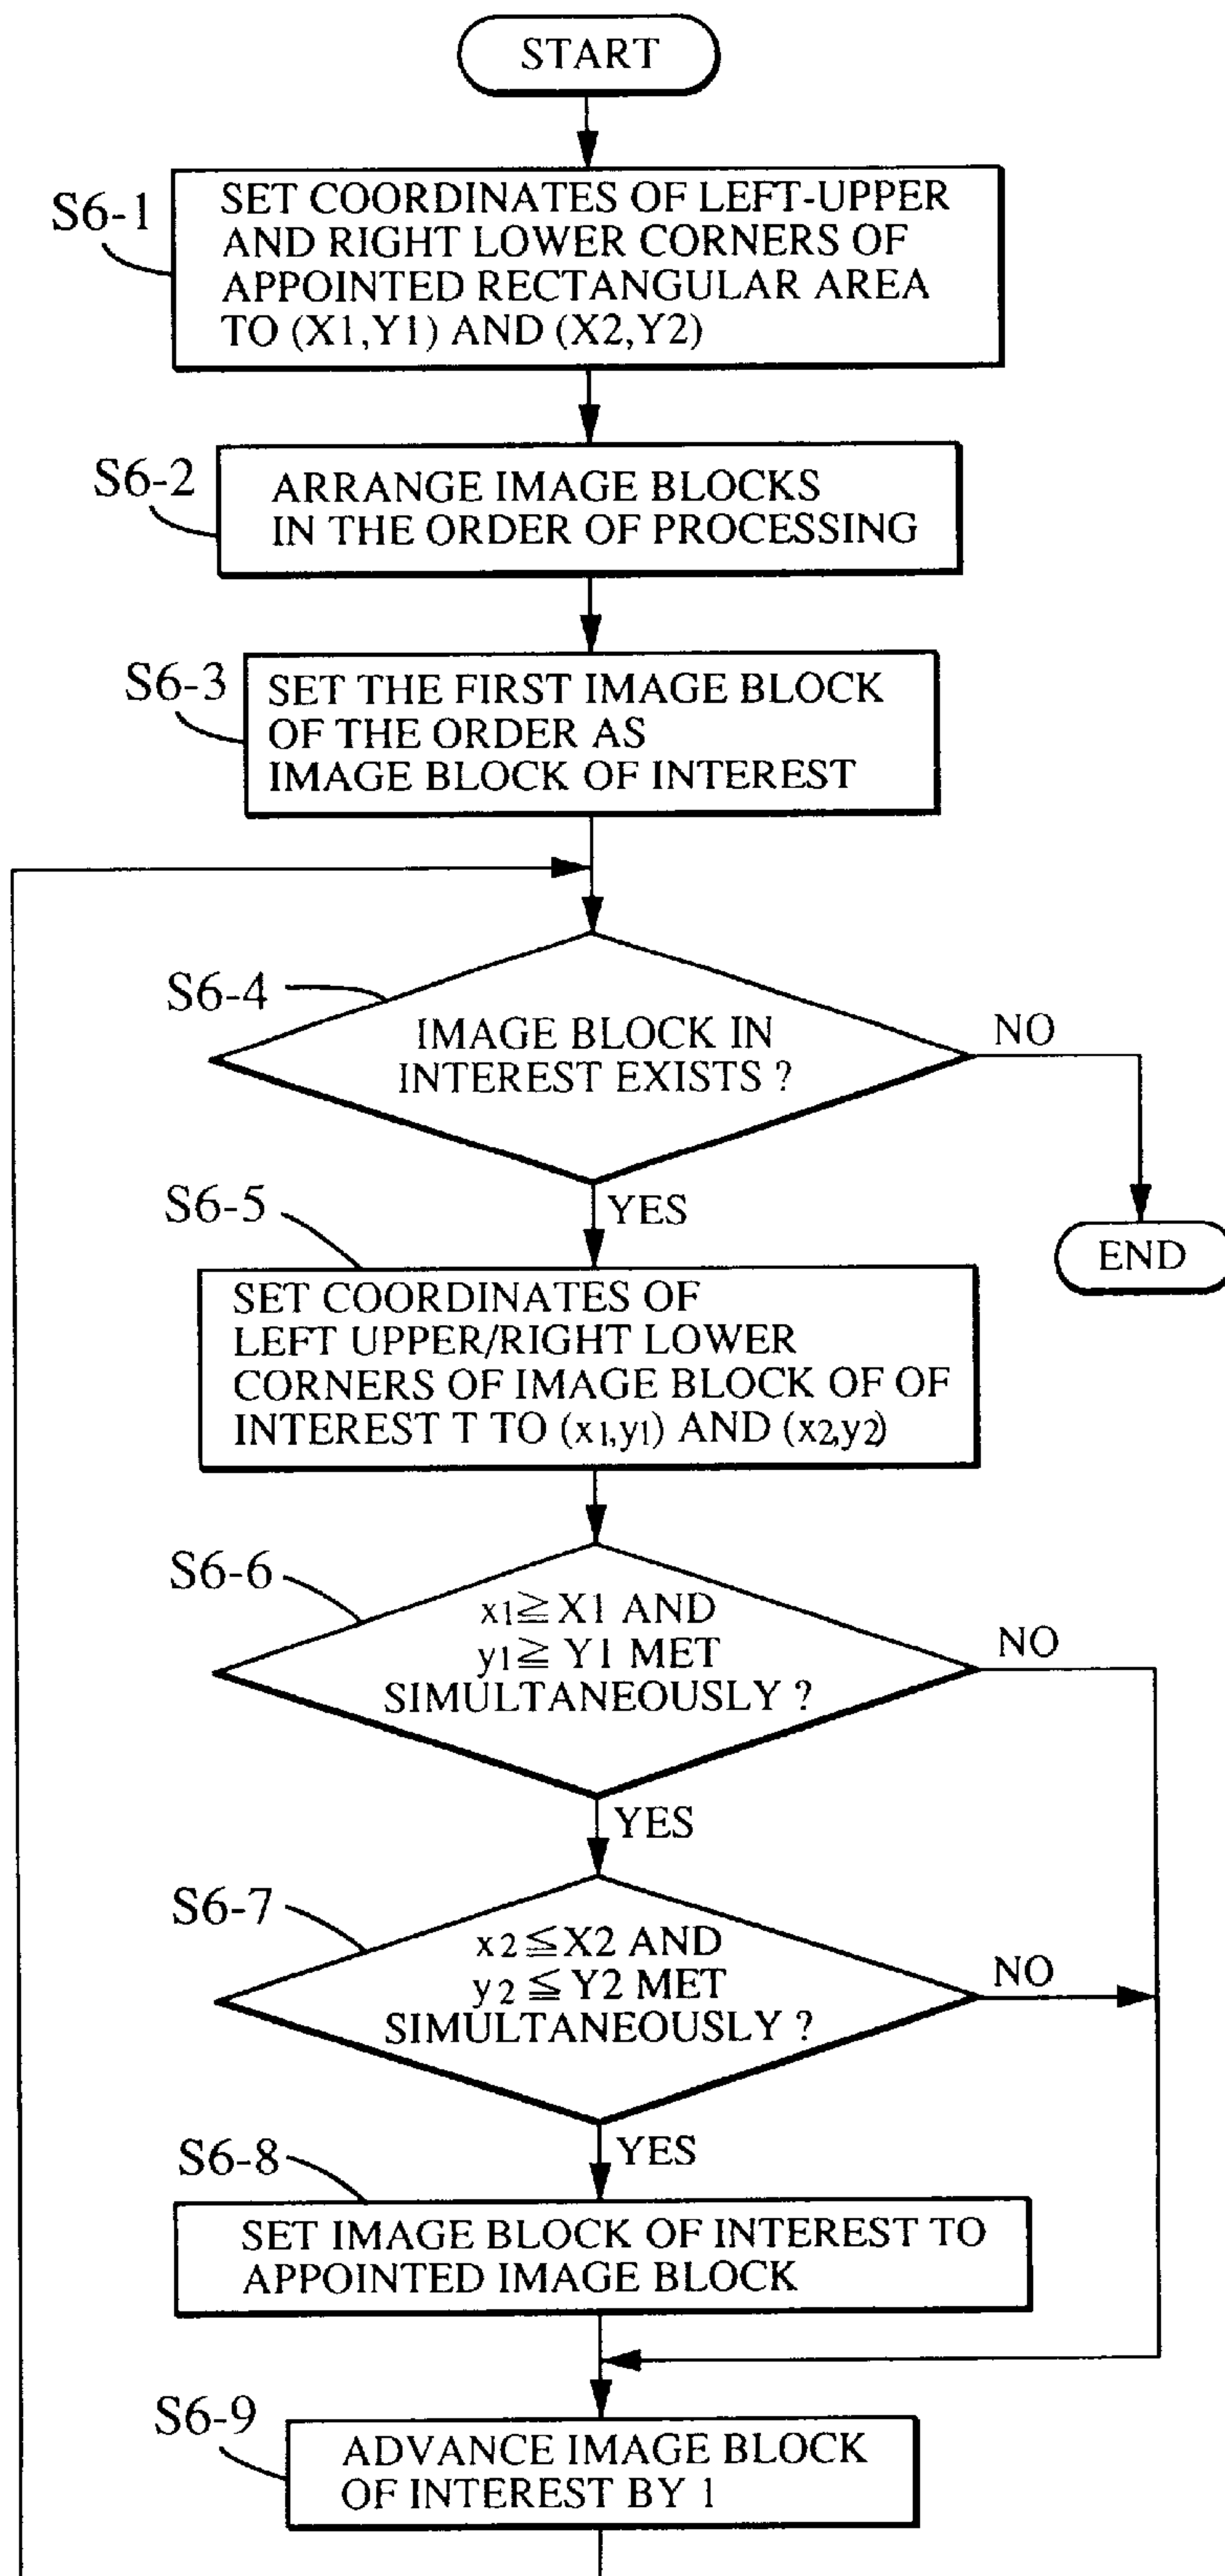 START
S6-1
SET COORDINATES OF LEFT-UPPER
AND RIGHT LOWER CORNERS OF
APPOINTED RECTANGULAR AREA
TO (X1,Y1) AND (X2,Y2)
S6-2
ARRANGE IMAGE BLOCKS
IN THE ORDER OF PROCESSING
S6-3
SET THE FIRST IMAGE BLOCK
OF THE ORDER AS
IMAGE BLOCK OF INTEREST
S6-4
IMAGE BLOCK IN
INTEREST EXISTS ?
NO
YES
END
S6-5
SET COORDINATES OF
LEFT UPPER/RIGHT LOWER
CORNERS OF IMAGE BLOCK OF OF
INTEREST T TO (x1,y1) AND (x2,y2)
S6-6
x1≧X1 AND
y1≧ Y1 MET
SIMULTANEOUSLY ?
NO
YES
S6-7
x2≦X2 AND
y2≦ Y2 MET
SIMULTANEOUSLY ?
NO
YES
S6-8
SET IMAGE BLOCK OF INTEREST TO
APPOINTED IMAGE BLOCK
S6-9
ADVANCE IMAGE BLOCK
OF INTEREST BY 1